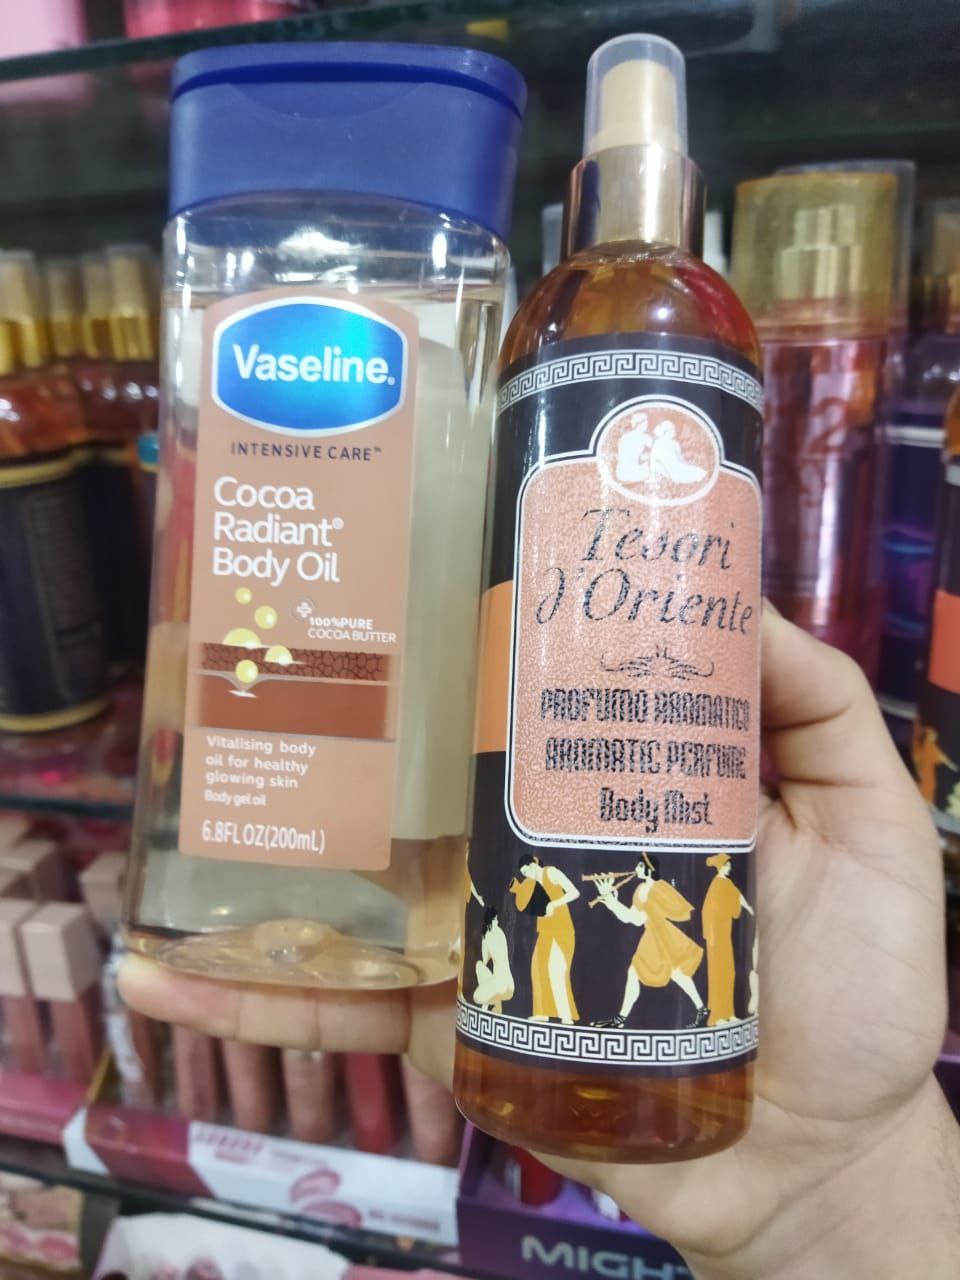 Vaseline®
INTENSIVE CARE™
Cocoa
Radiant®
Body Oil
100%PURE
COCOA BUTTER
Vitalising body
oil for healthy
glowing skin
Body gel oil
6.8FL OZ(200mL)
Tesori
d'Oriente
PROFUMO AROMATICO
AROMATIC PERFUME
Body Mist
MIGH